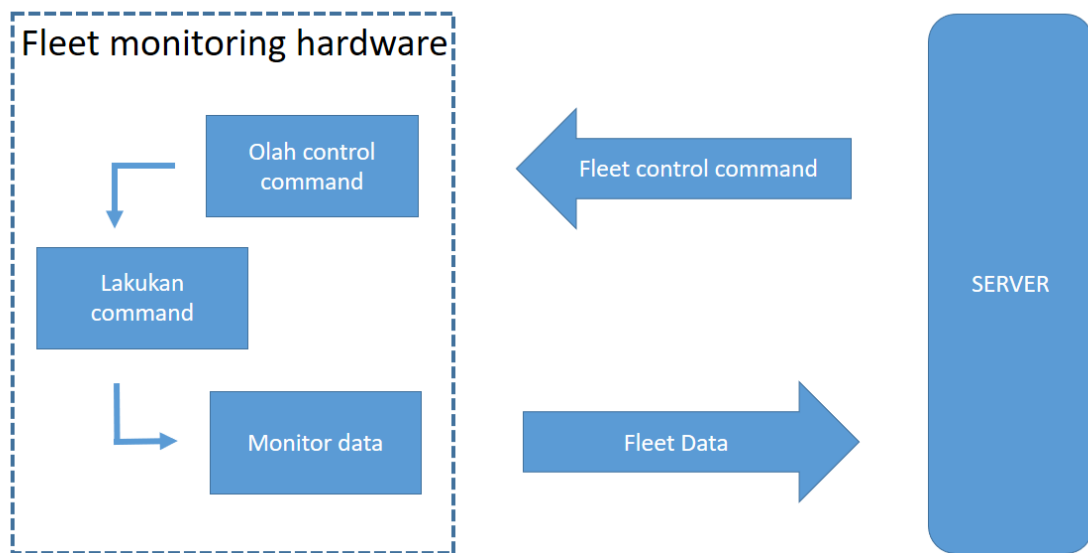 Fleet monitoring hardware
Olah control
command
Fleet control command
Lakukan
command
SERVER
Monitor data
Fleet Data